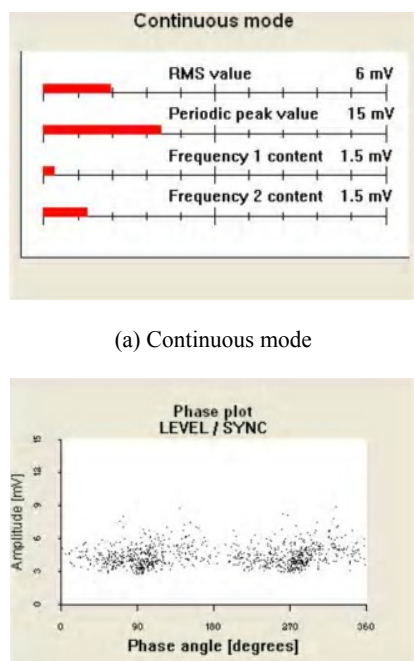 Continuous mode
RMS value 6 mV
Periodic peak value 15 mV
Frequency 1 content 1.5 mV
Frequency 2 content 1.5 mV
(a) Continuous mode
Phase plot
LEVEL / SYNC
Amplitude [mV]
15
12
9
6
3
0
0 90 180 270 360
Phase angle [degrees]